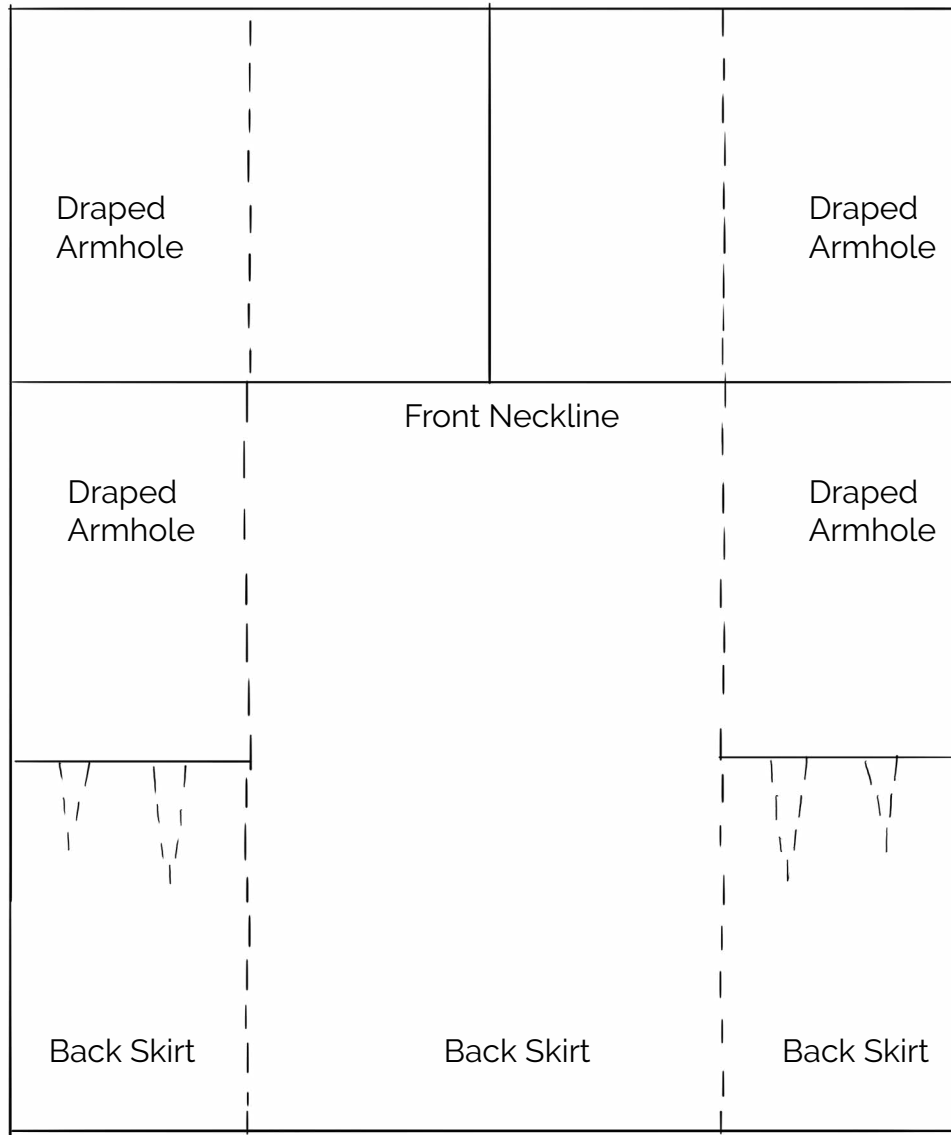 Draped
Armhole
Draped
Armhole
Front Neckline
Draped
Armhole
Draped
Armhole
Back Skirt
Back Skirt
Back Skirt